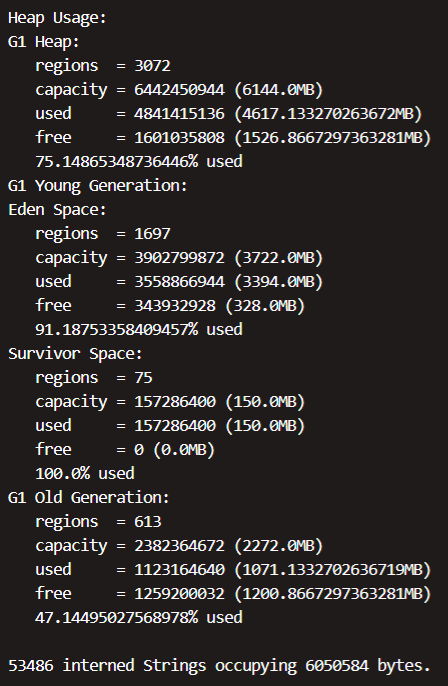 Heap Usage:
G1 Heap:
   regions  = 3072
   capacity = 6442450944 (6144.0MB)
   used     = 4841415136 (4617.133270263672MB)
   free     = 1601035808 (1526.8667297363281MB)
   75.14865348736446% used
G1 Young Generation:
Eden Space:
   regions  = 1697
   capacity = 3902799872 (3722.0MB)
   used     = 3558866944 (3394.0MB)
   free     = 343932928 (328.0MB)
   91.18753358409457% used
Survivor Space:
   regions  = 75
   capacity = 157286400 (150.0MB)
   used     = 157286400 (150.0MB)
   free     = 0 (0.0MB)
   100.0% used
G1 Old Generation:
   regions  = 613
   capacity = 2382364672 (2272.0MB)
   used     = 1123164640 (1071.1332702636719MB)
   free     = 1259200032 (1200.8667297363281MB)
   47.14495027568978% used

53486 interned Strings occupying 6050584 bytes.